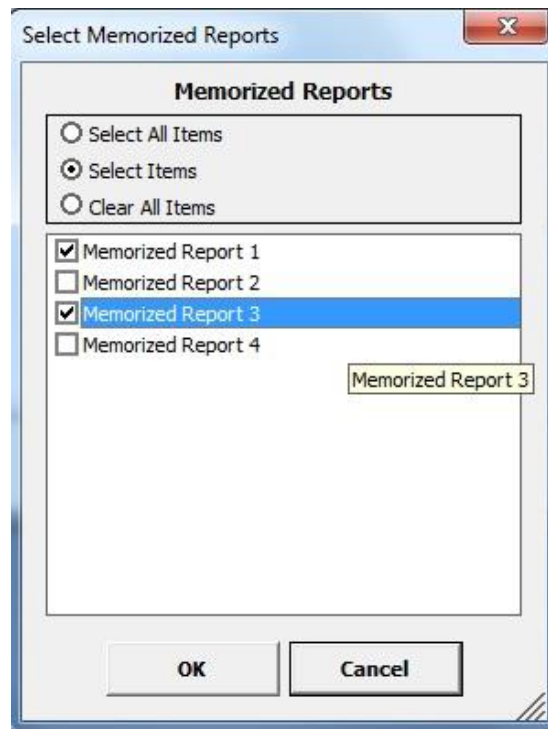 Select Memorized Reports
Memorized Reports
Select All Items
Select Items
Clear All Items
Memorized Report 1
Memorized Report 2
Memorized Report 3
Memorized Report 4
Memorized Report 3
OK Cancel